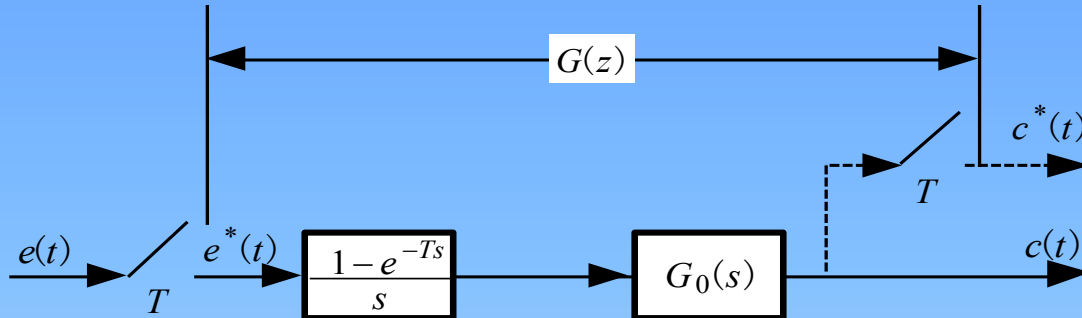 G(z)
c*(t)
T
e(t)
e*(t)
1 − e^{−Ts}
s
G₀(s)
c(t)
T